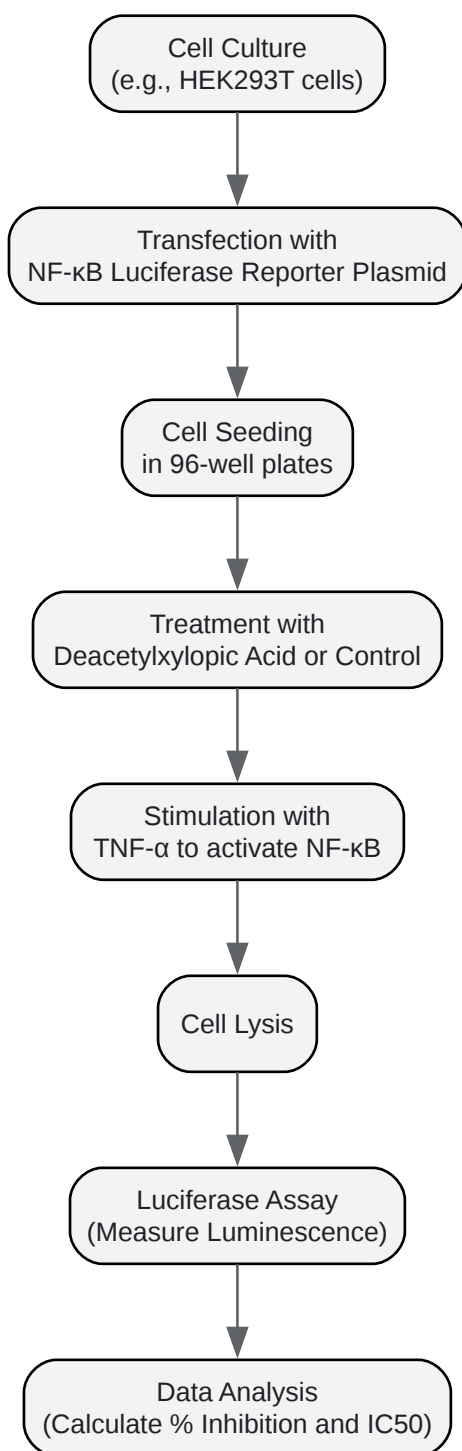 Cell Culture
(e.g., HEK293T cells)
Transfection with
NF-κB Luciferase Reporter Plasmid
Cell Seeding
in 96-well plates
Treatment with
Deacetylxylopic Acid or Control
Stimulation with
TNF-α to activate NF-κB
Cell Lysis
Luciferase Assay
(Measure Luminescence)
Data Analysis
(Calculate % Inhibition and IC50)